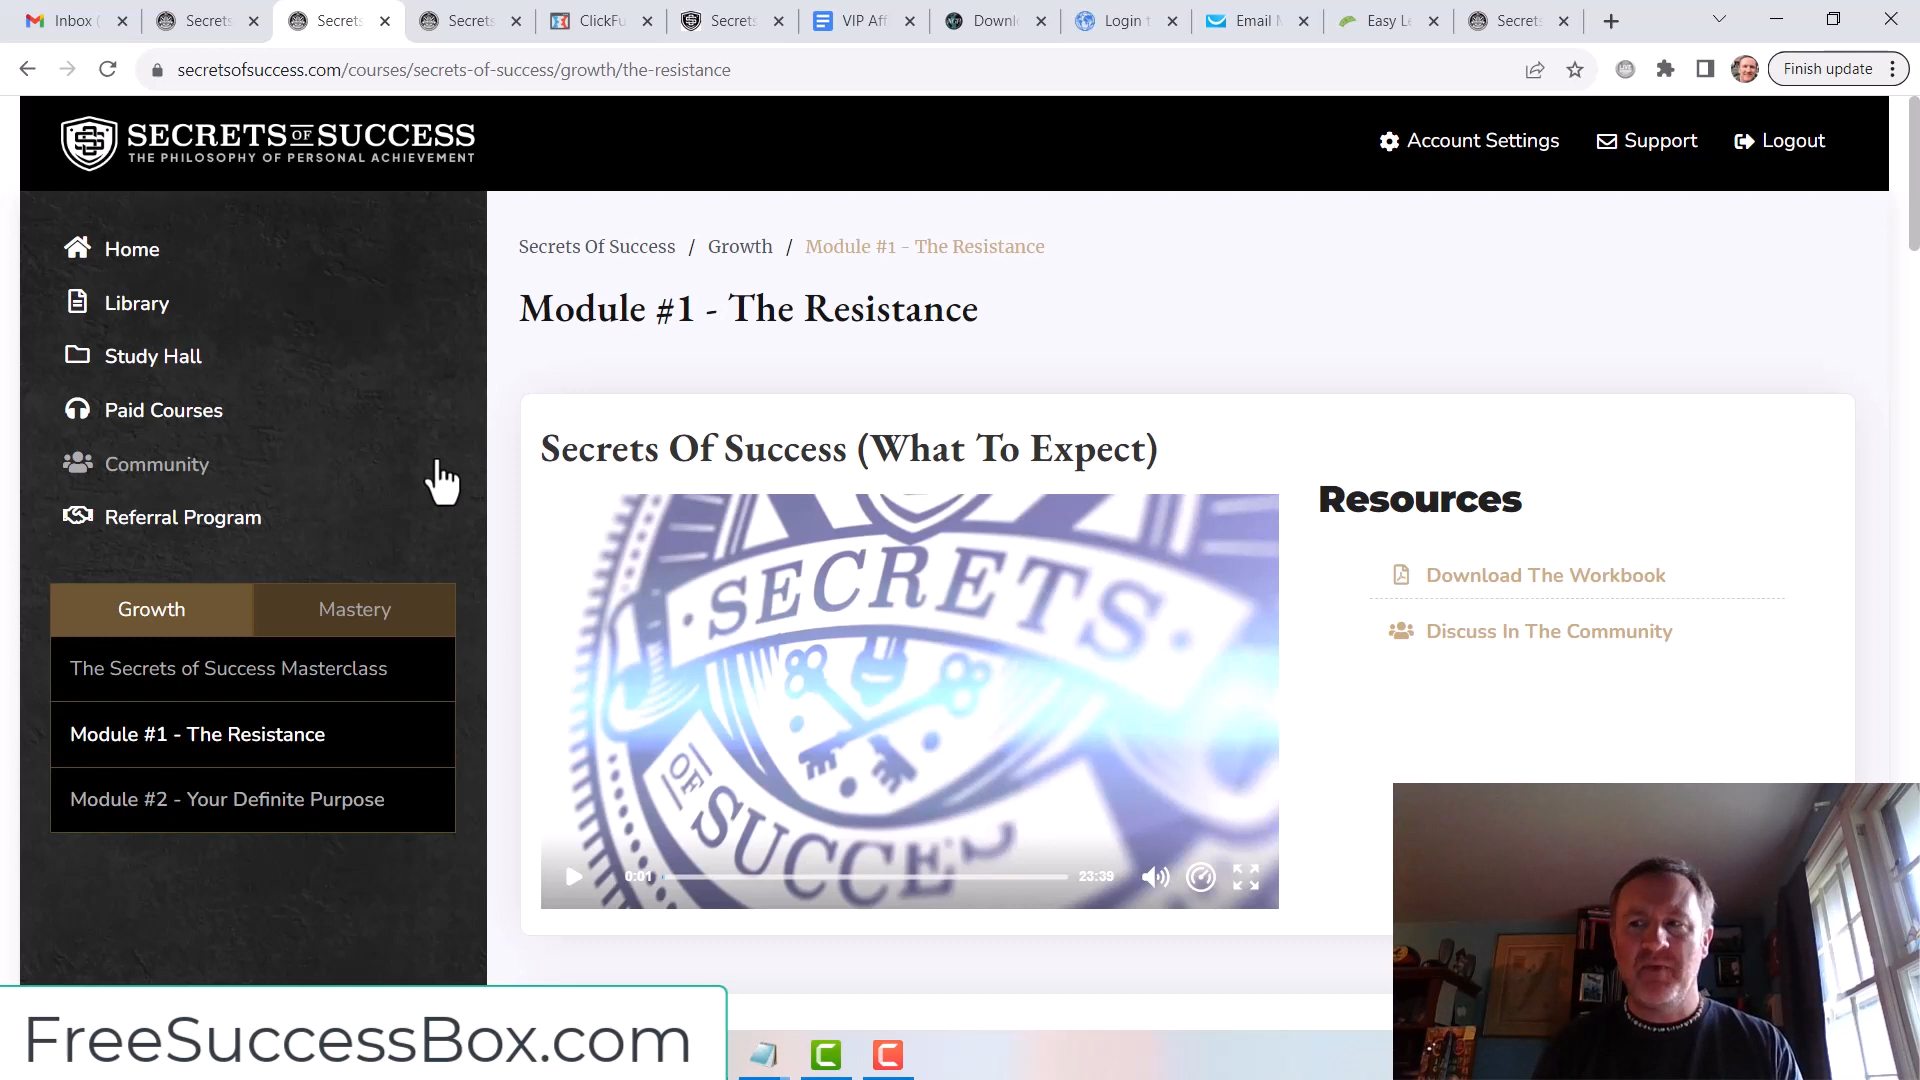 Inbox (
Secrets
Secrets
Secrets
ClickFu
Secrets
VIP Aff
Downl
Login t
Email M
Easy Le
Secrets
secretsofsuccess.com/courses/secrets-of-success/growth/the-resistance
Finish update
SECRETS OF SUCCESS
THE PHILOSOPHY OF PERSONAL ACHIEVEMENT
Account Settings
Support
Logout
Home
Library
Study Hall
Paid Courses
Community
Referral Program
Growth
Mastery
The Secrets of Success Masterclass
Module #1 - The Resistance
Module #2 - Your Definite Purpose
Secrets Of Success / Growth / Module #1 - The Resistance
Module #1 - The Resistance
Secrets Of Success (What To Expect)
· SECRETS ·
OF
SUCCE
0:01
23:39
Resources
Download The Workbook
Discuss In The Community
FreeSuccessBox.com